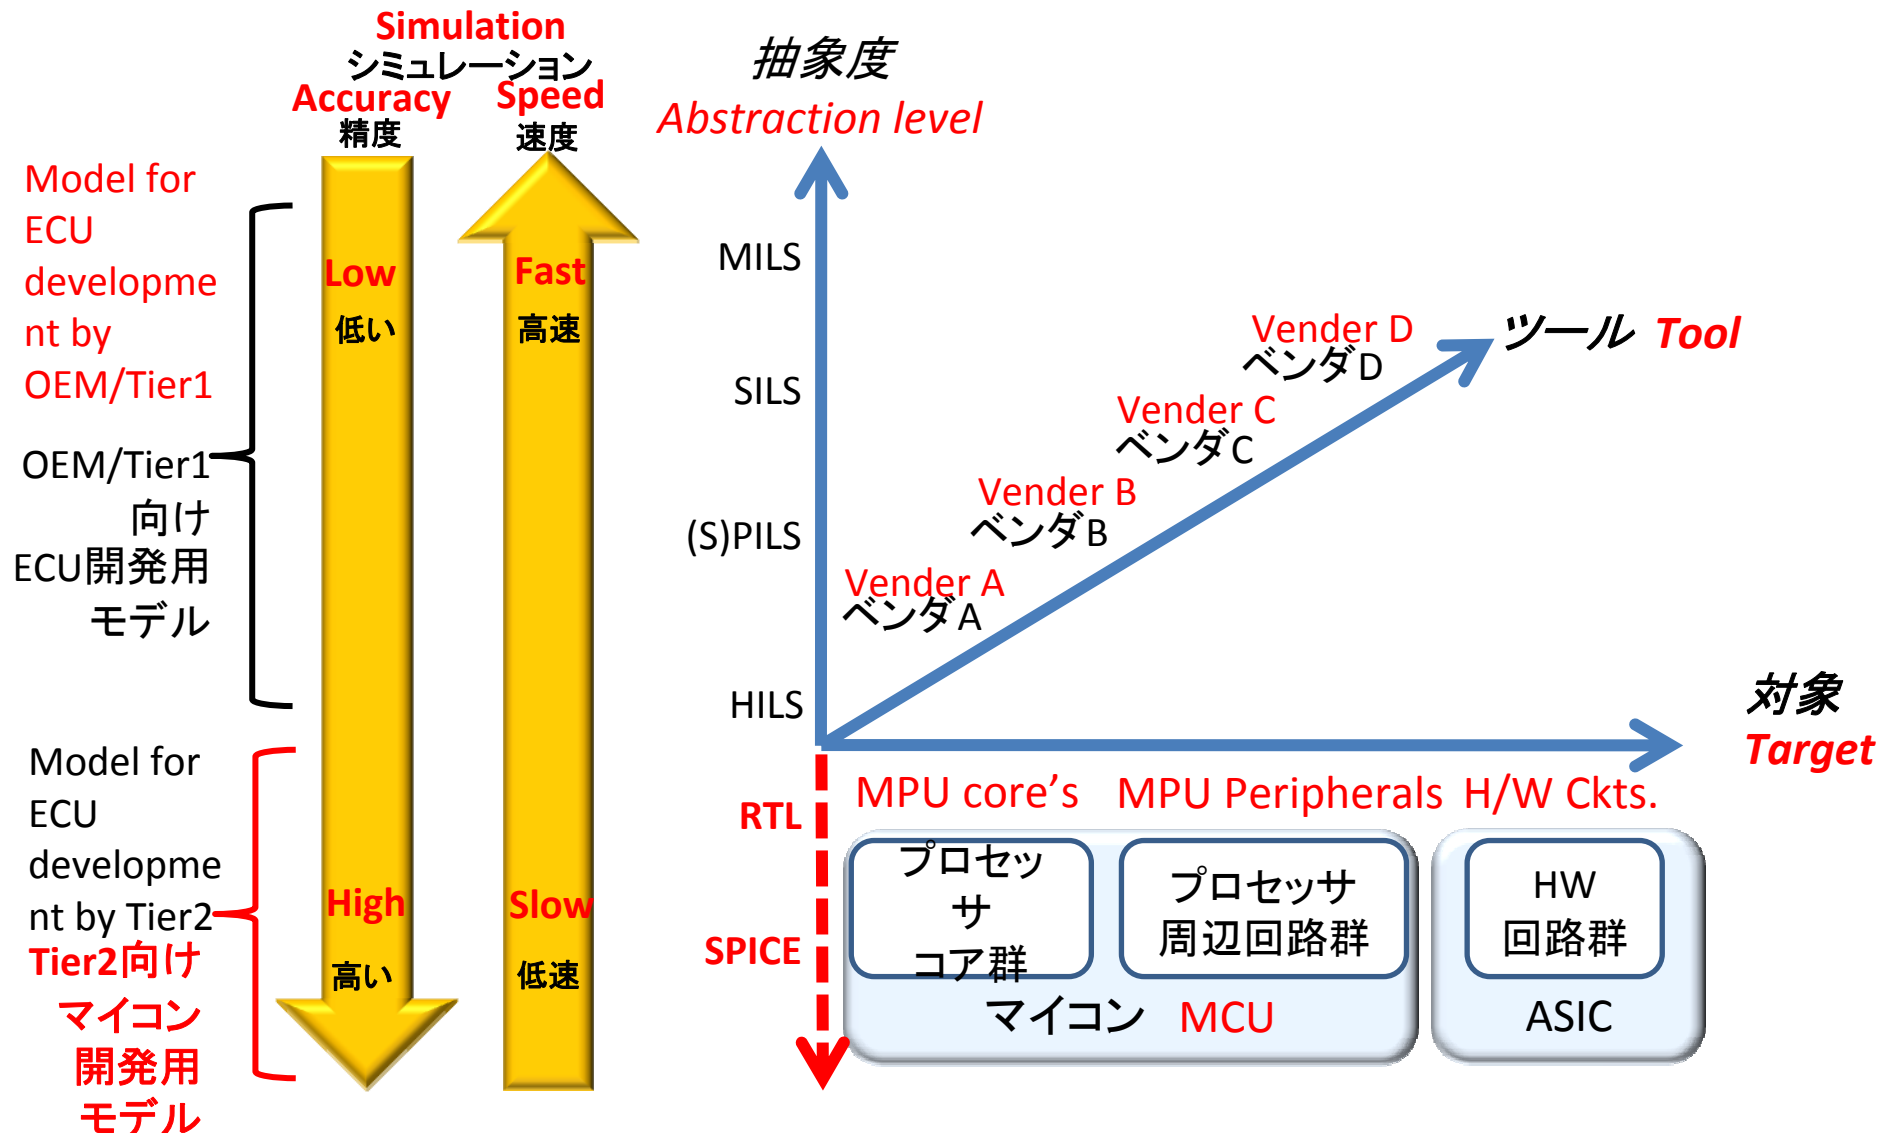 Simulation
シミュレーション
Accuracy
精度
Speed
速度
Model for
ECU
developme
nt by
OEM/Tier1
OEM/Tier1
向け
ECU開発用
モデル
Model for
ECU
developme
nt by Tier2
Tier2向け
マイコン
開発用
モデル
Low
低い
High
高い
Fast
高速
Slow
低速
抽象度
Abstraction level
MILS
SILS
(S)PILS
HILS
RTL
SPICE
Vender A
ベンダA
Vender B
ベンダB
Vender C
ベンダC
Vender D
ベンダD
ツール Tool
対象
Target
MPU core’s
MPU Peripherals
H/W Ckts.
プロセッ
サ
コア群
プロセッサ
周辺回路群
マイコン MCU
HW
回路群
ASIC